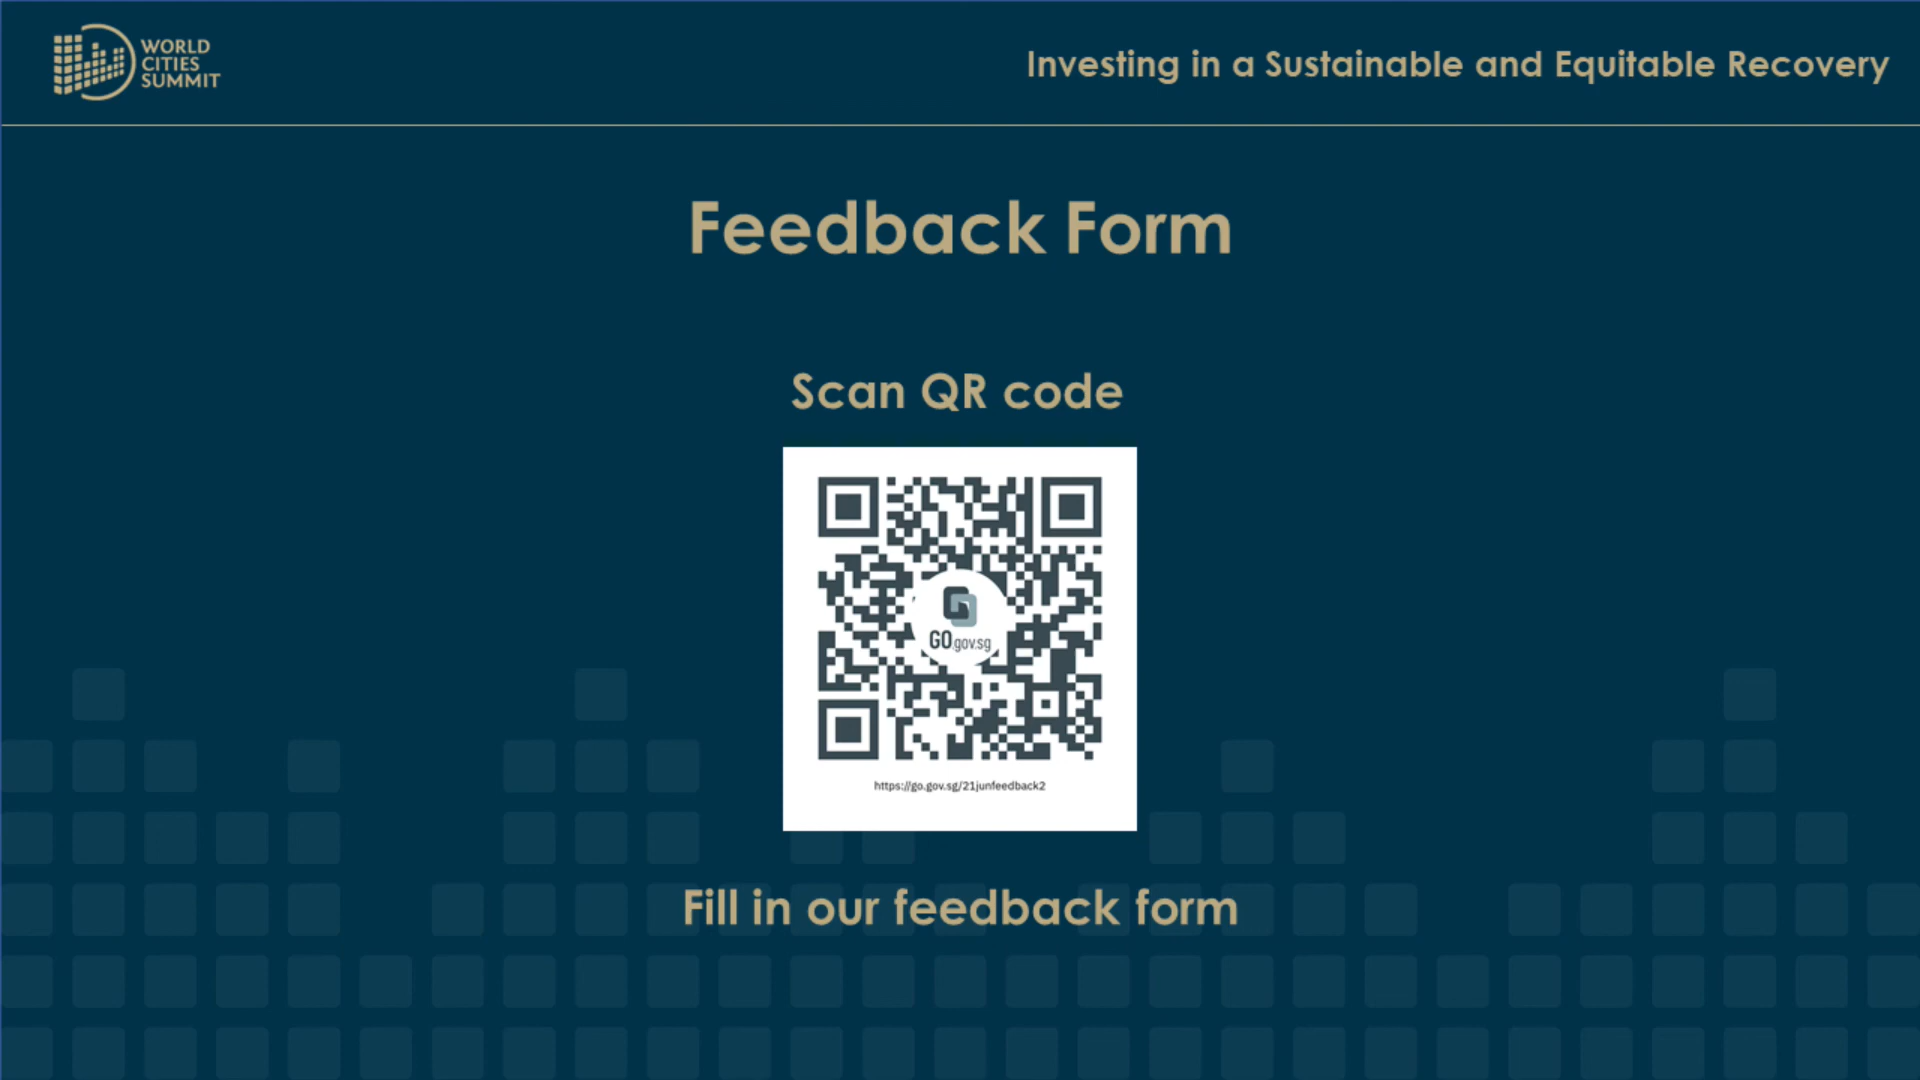 WORLD
CITIES
SUMMIT
Investing in a Sustainable and Equitable Recovery
Feedback Form
Scan QR code
GO.gov.sg
https://go.gov.sg/21junfeedback2
Fill in our feedback form